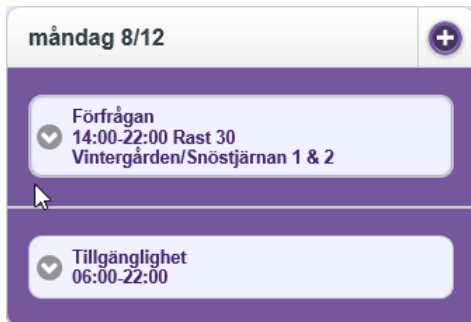 måndag 8/12
Förfrågan
14:00-22:00 Rast 30
Vintergården/Snöstjärnan 1 & 2
Tillgänglighet
06:00-22:00